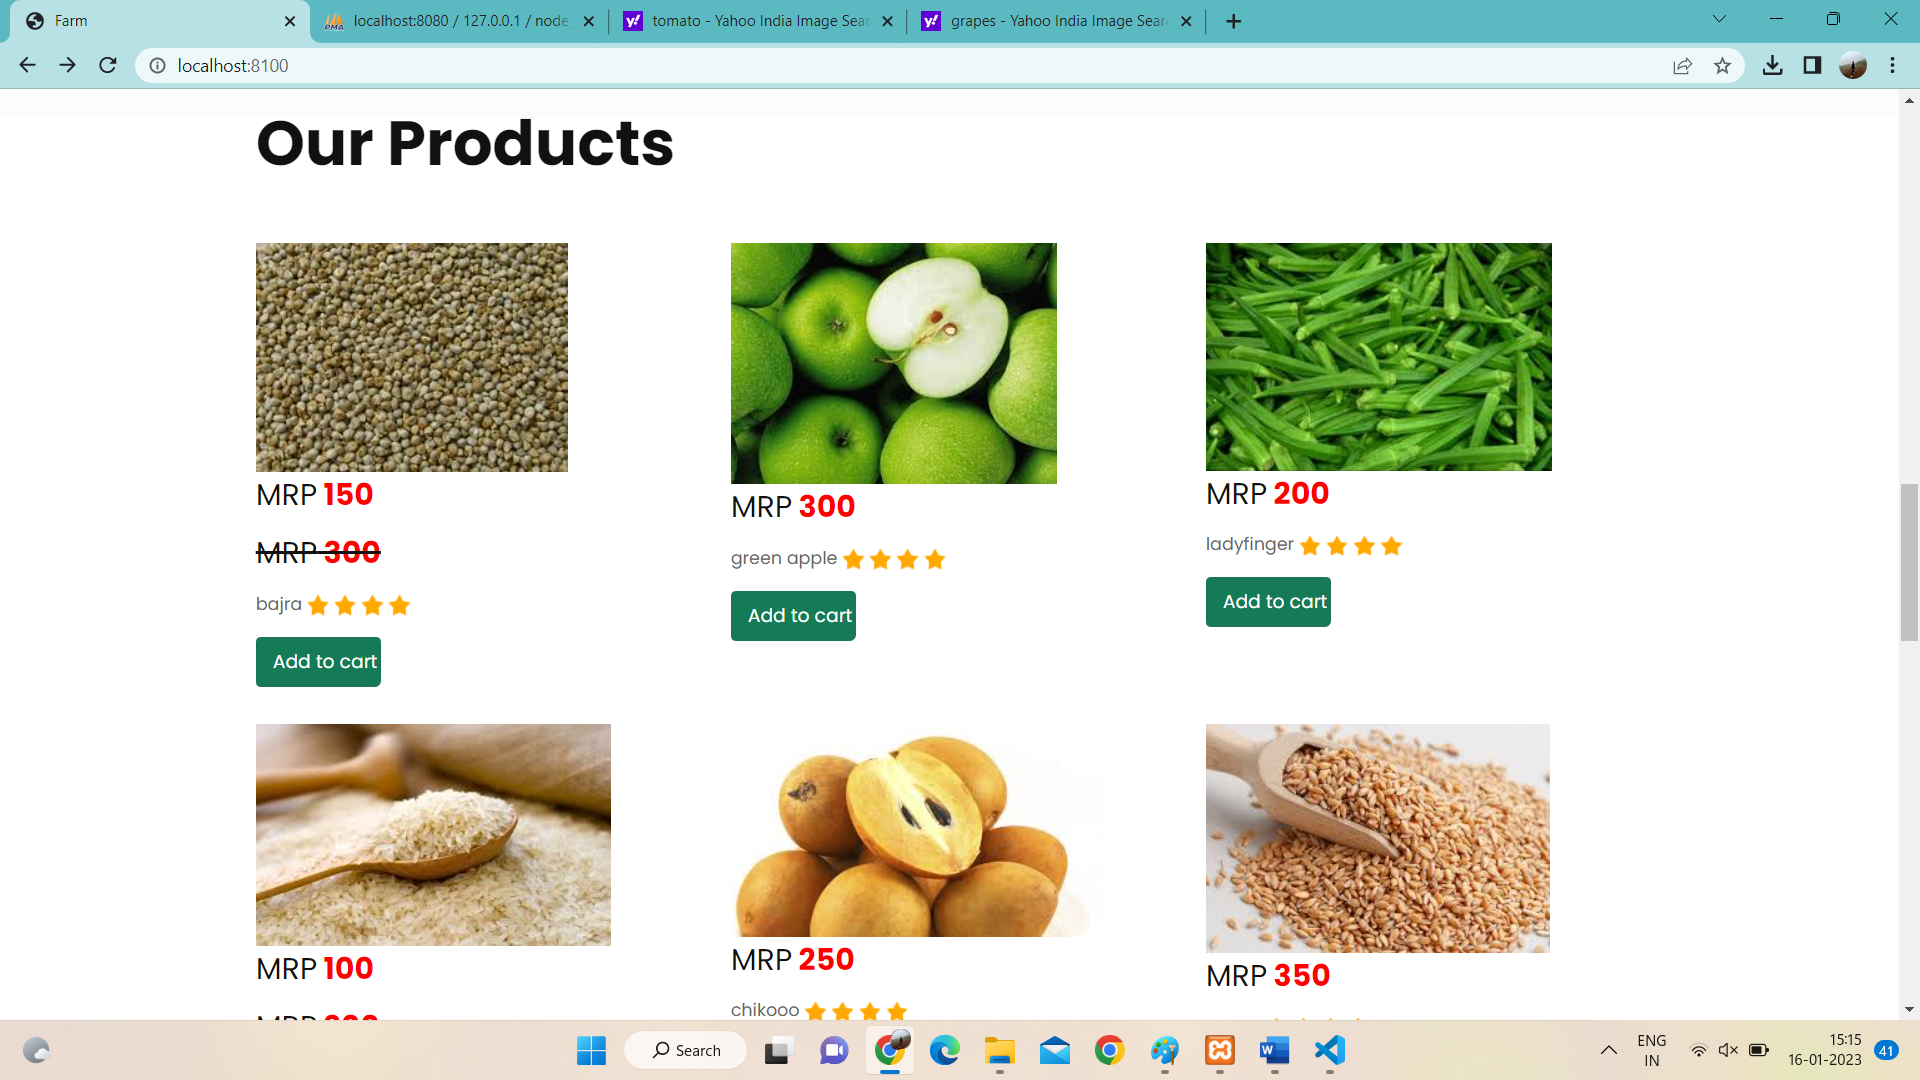 Farm
localhost:8080 / 127.0.0.1 / node
tomato - Yahoo India Image Sear
grapes - Yahoo India Image Searc
localhost:8100
Our Products
MRP 150
MRP 300
bajra
Add to cart
MRP 300
green apple
Add to cart
MRP 200
ladyfinger
Add to cart
MRP 100
MRP
MRP 250
chikooo
MRP 350
Search
ENG
IN
15:15
16-01-2023
41